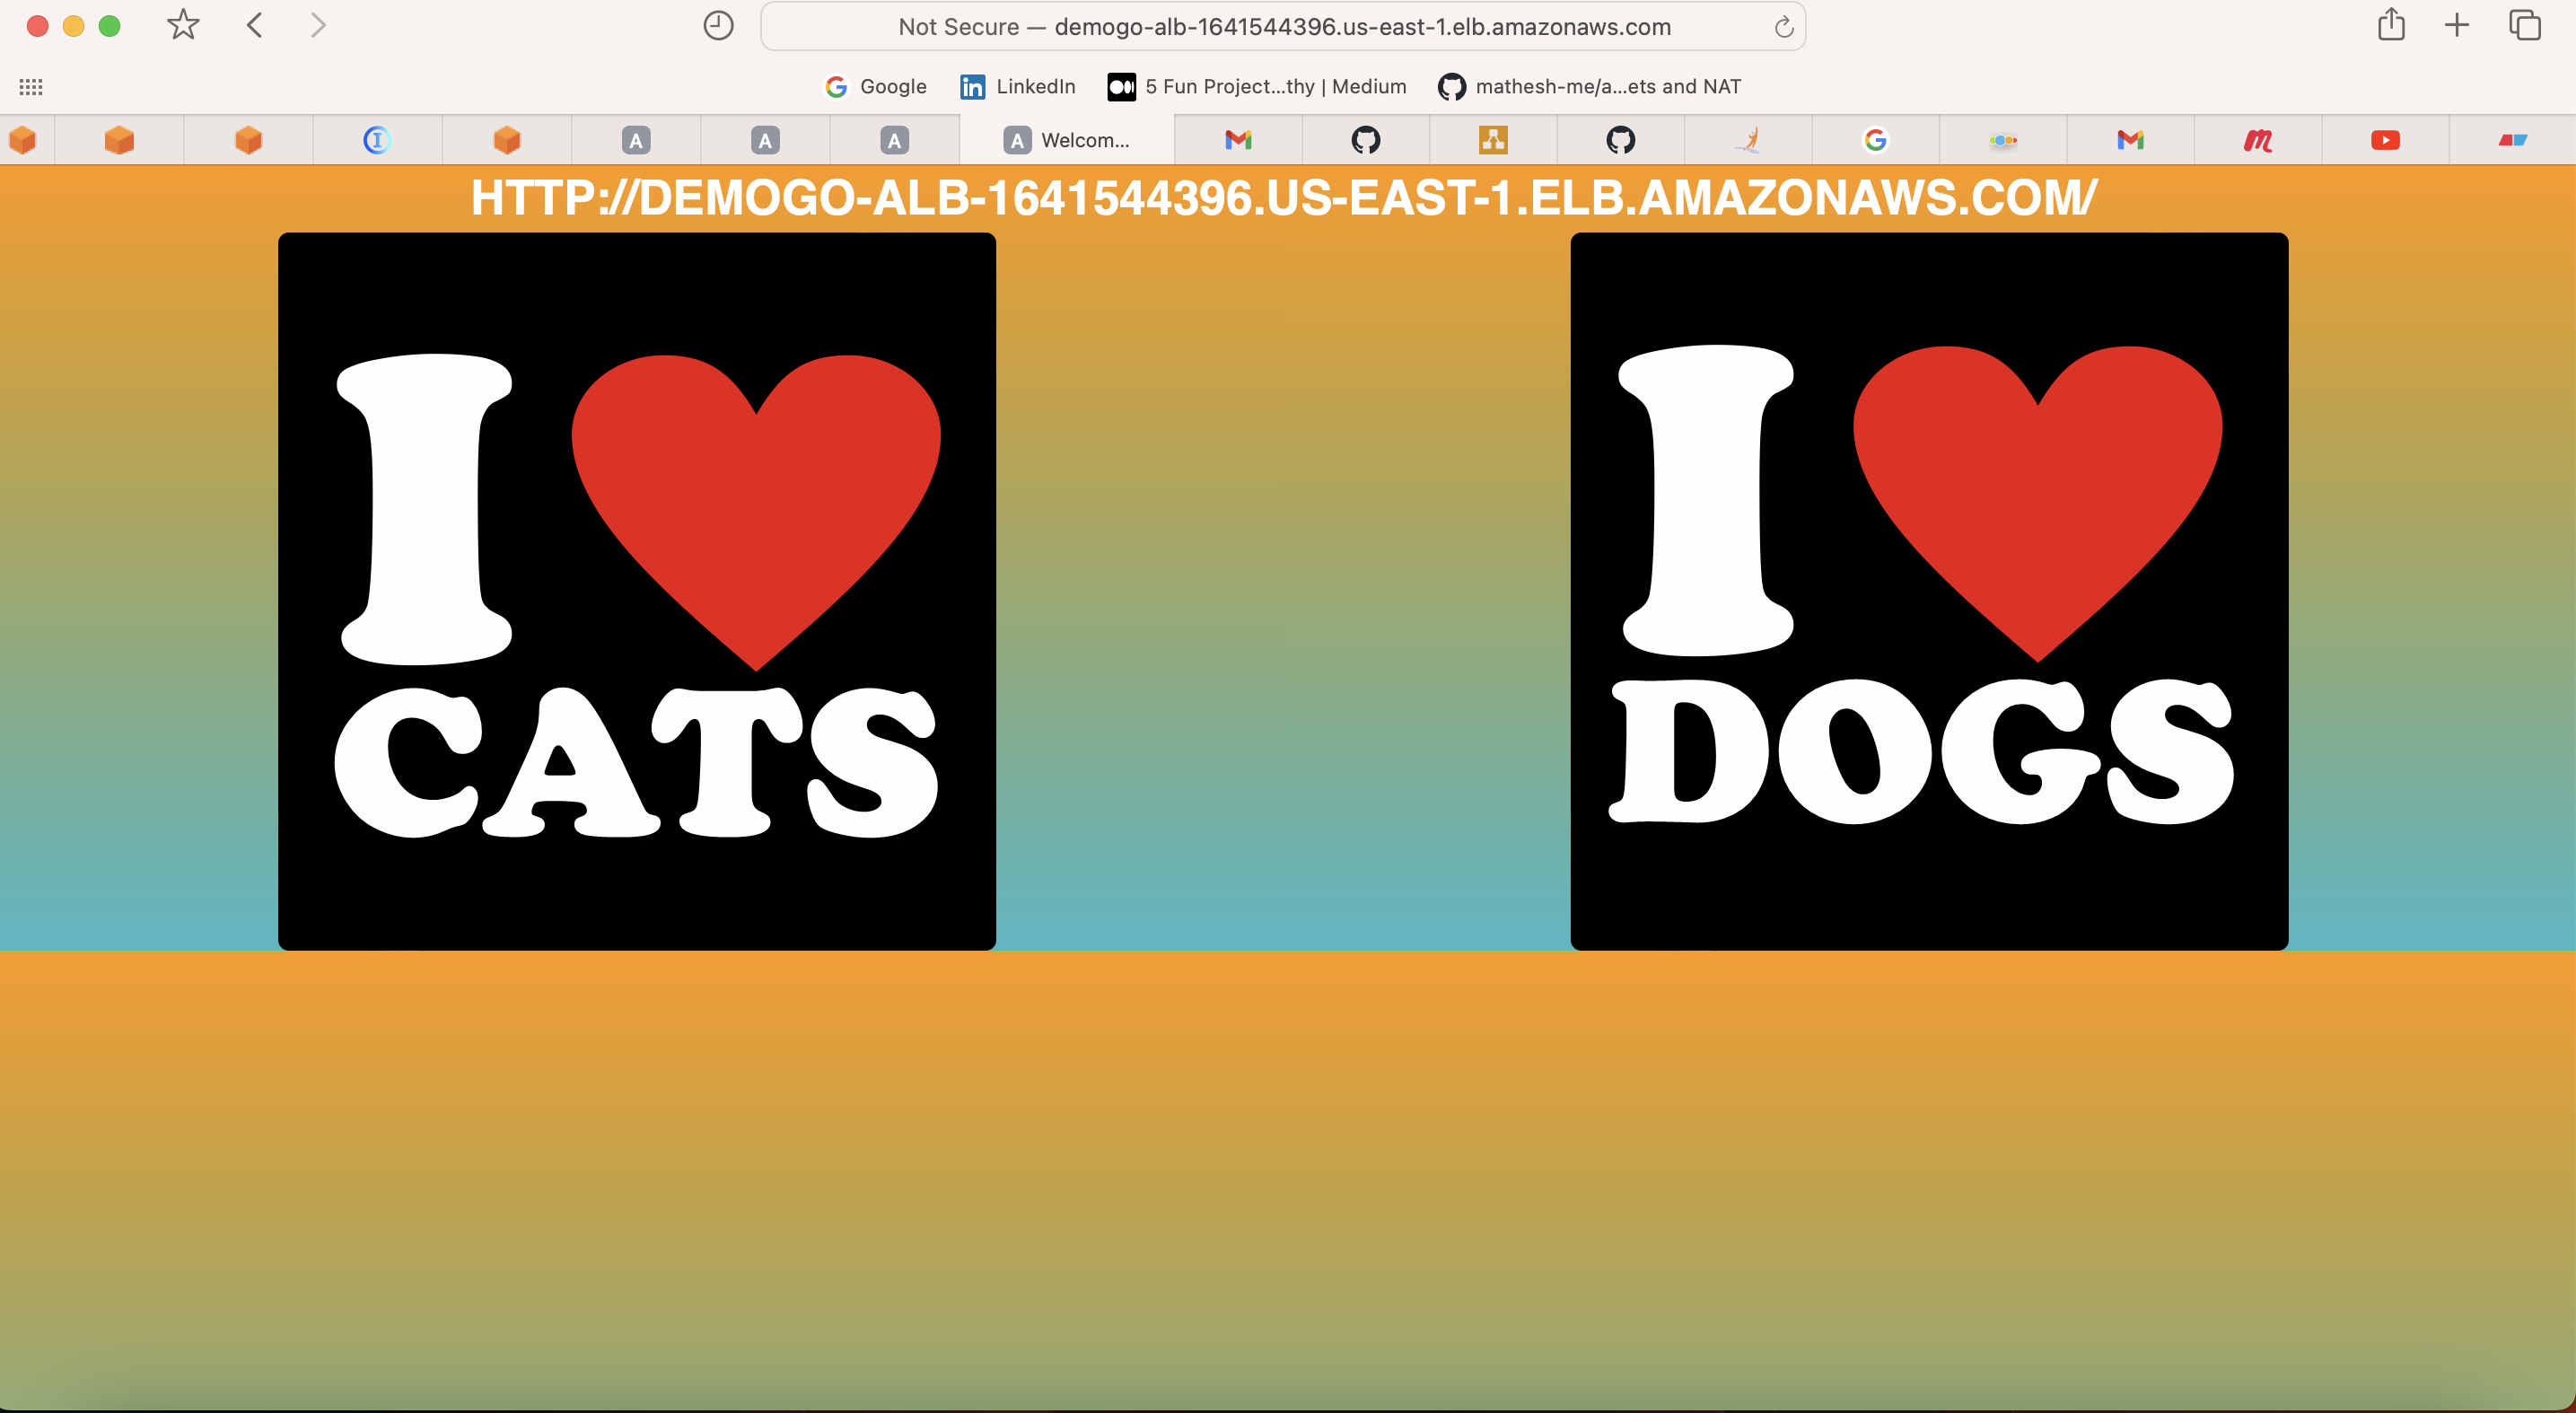 Not Secure — demogo-alb-1641544396.us-east-1.elb.amazonaws.com
Google LinkedIn 5 Fun Project...thy | Medium mathesh-me/a...ets and NAT
A A A A Welcom...
HTTP://DEMOGO-ALB-1641544396.US-EAST-1.ELB.AMAZONAWS.COM/
I
CATS
I
DOGS